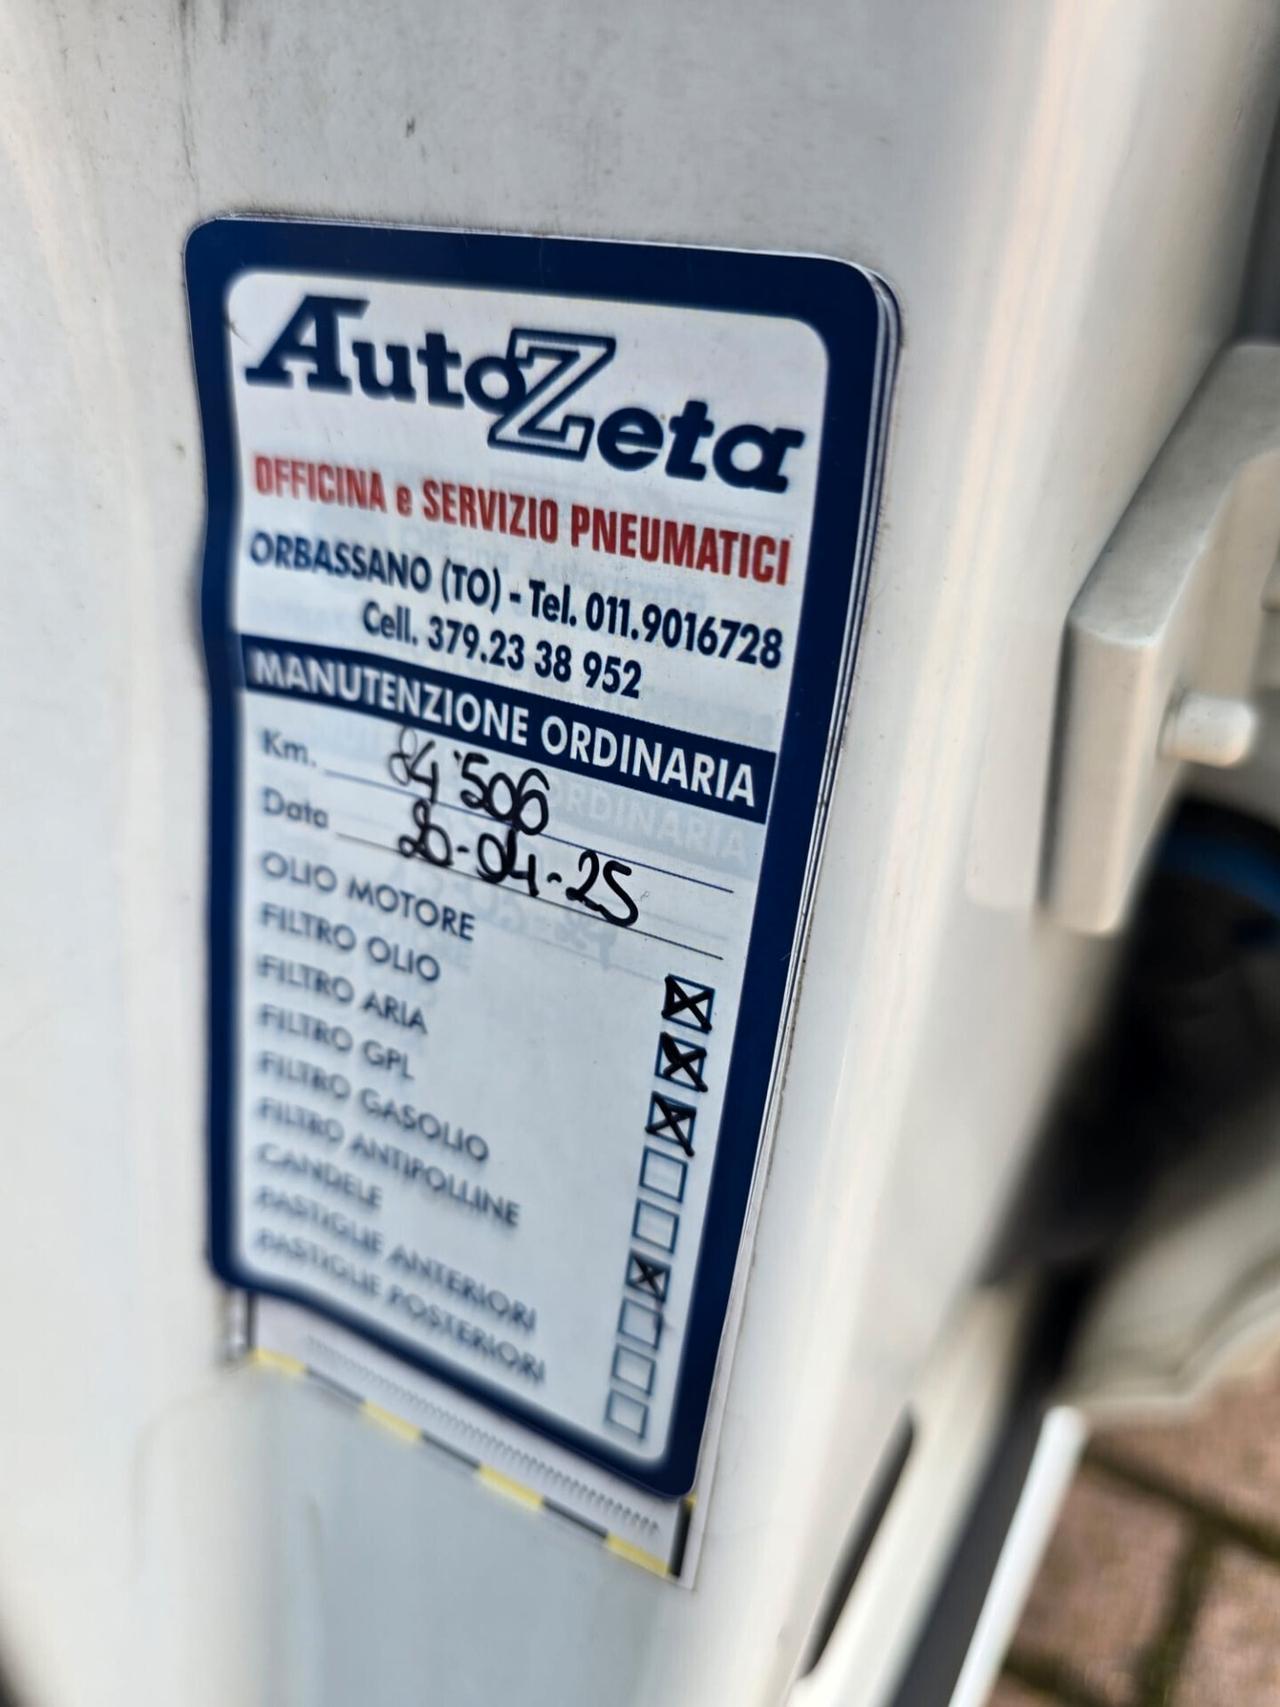 AutoZeta
OFFICINA e SERVIZIO PNEUMATICI
ORBASSANO (TO) - Tel. 011.9016728
Cell. 379.23 38 952
MANUTENZIONE ORDINARIA
Km. 84'506
Data 20-04-25
OLIO MOTORE
FILTRO OLIO
FILTRO ARIA
FILTRO GPL
FILTRO GASOLIO
FILTRO ANTIPOLLINE
CANDELE
PASTIGLIE ANTERIORI
PASTIGLIE POSTERIORI